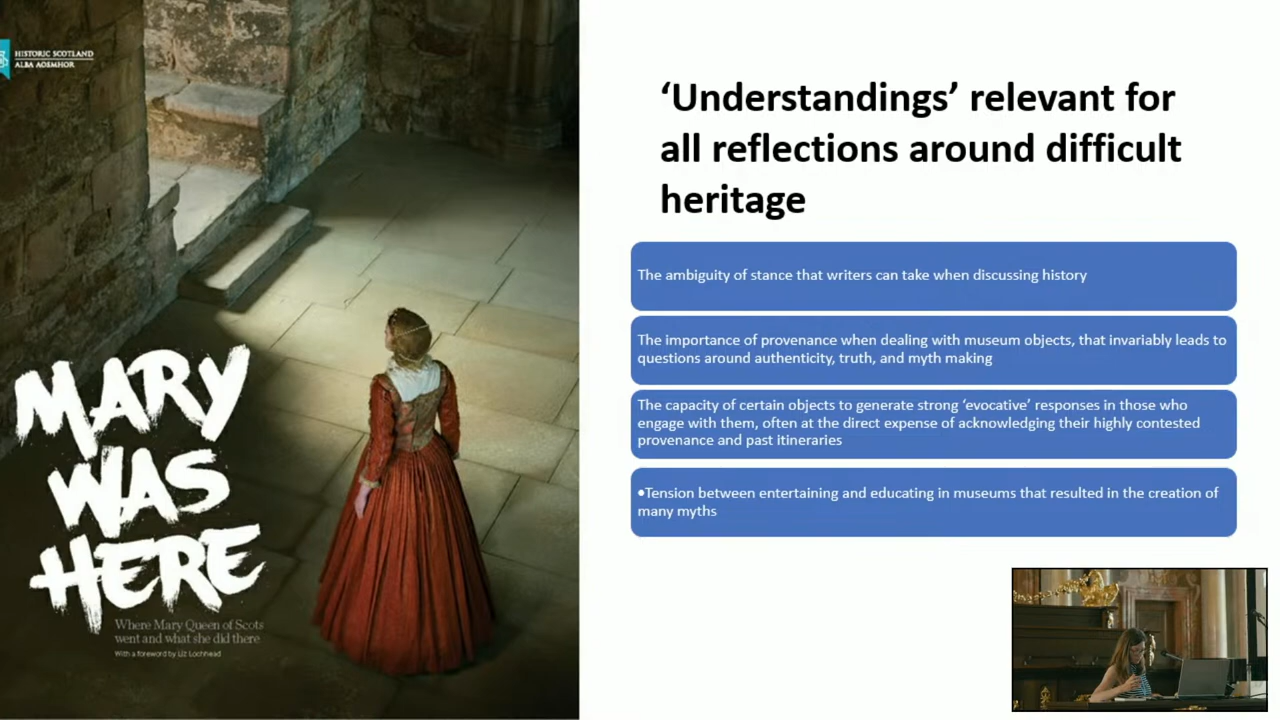 HISTORIC SCOTLAND
ALBA AOSMHOR
MARY
WAS
HERE
Where Mary Queen of Scots
went and what she did there
With a foreword by Liz Lochhead
‘Understandings’ relevant for
all reflections around difficult
heritage
The ambiguity of stance that writers can take when discussing history
The importance of provenance when dealing with museum objects, that invariably leads to
questions around authenticity, truth, and myth making
The capacity of certain objects to generate strong ‘evocative’ responses in those who
engage with them, often at the direct expense of acknowledging their highly contested
provenance and past itineraries
•Tension between entertaining and educating in museums that resulted in the creation of
many myths